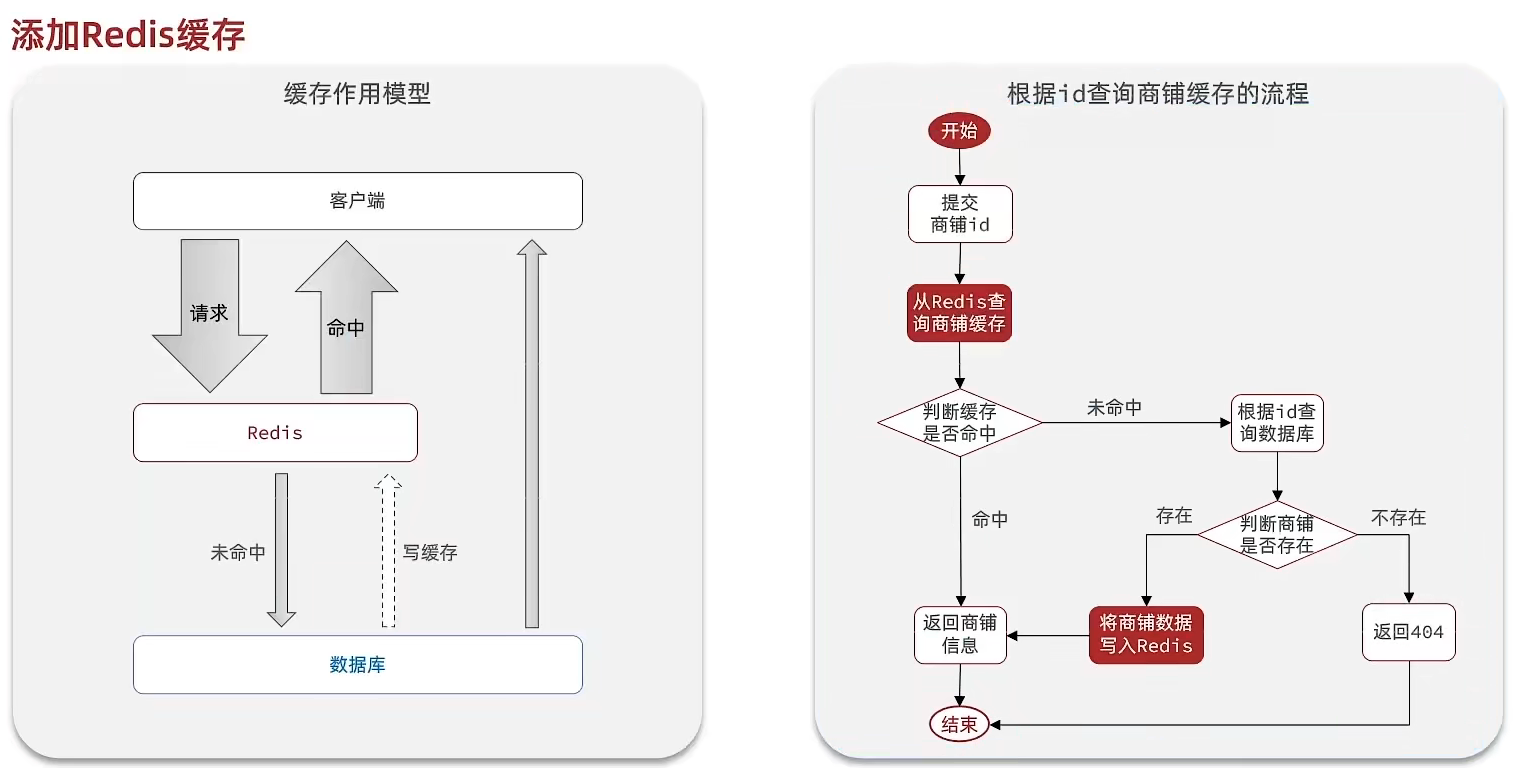 添加Redis缓存
缓存作用模型
客户端
请求
命中
Redis
未命中
写缓存
数据库
根据id查询商铺缓存的流程
开始
提交
商铺id
从Redis查
询商铺缓存
判断缓存
是否命中
未命中
根据id查
询数据库
命中
存在
判断商铺
是否存在
不存在
返回商铺
信息
将商铺数据
写入Redis
返回404
结束